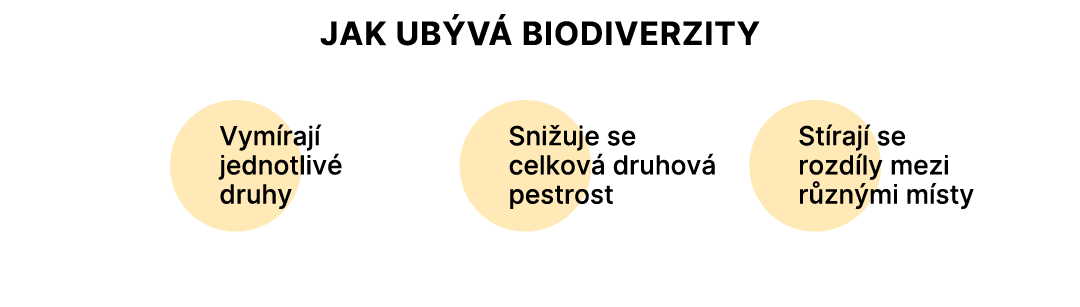 JAK UBÝVÁ BIODIVERZITY
Vymírají
jednotlivé
druhy
Snižuje se
celková druhová
pestrost
Stírají se
rozdíly mezi
různými místy